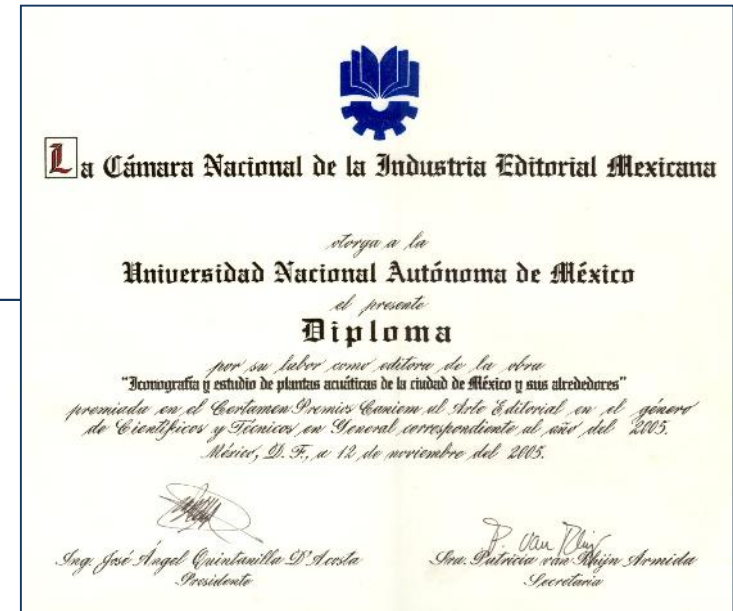 La Cámara Nacional de la Industria Editorial Mexicana
otorga a la
Universidad Nacional Autónoma de México
el presente
Diploma
por su labor como editora de la obra
"Iconografía y estudio de plantas acuáticas de la ciudad de México y sus alrededores"
premiada en el Certamen Premios Caniem al Arte Editorial en el género
de Científicos y Técnicos en General correspondiente al año del 2005.
México, D. F., a 12 de noviembre del 2005.
P. van Rhijn
Ing. José Ángel Quintanilla D'Acosta
Sra. Patricia van Rhijn Armida
Presidente
Secretaria